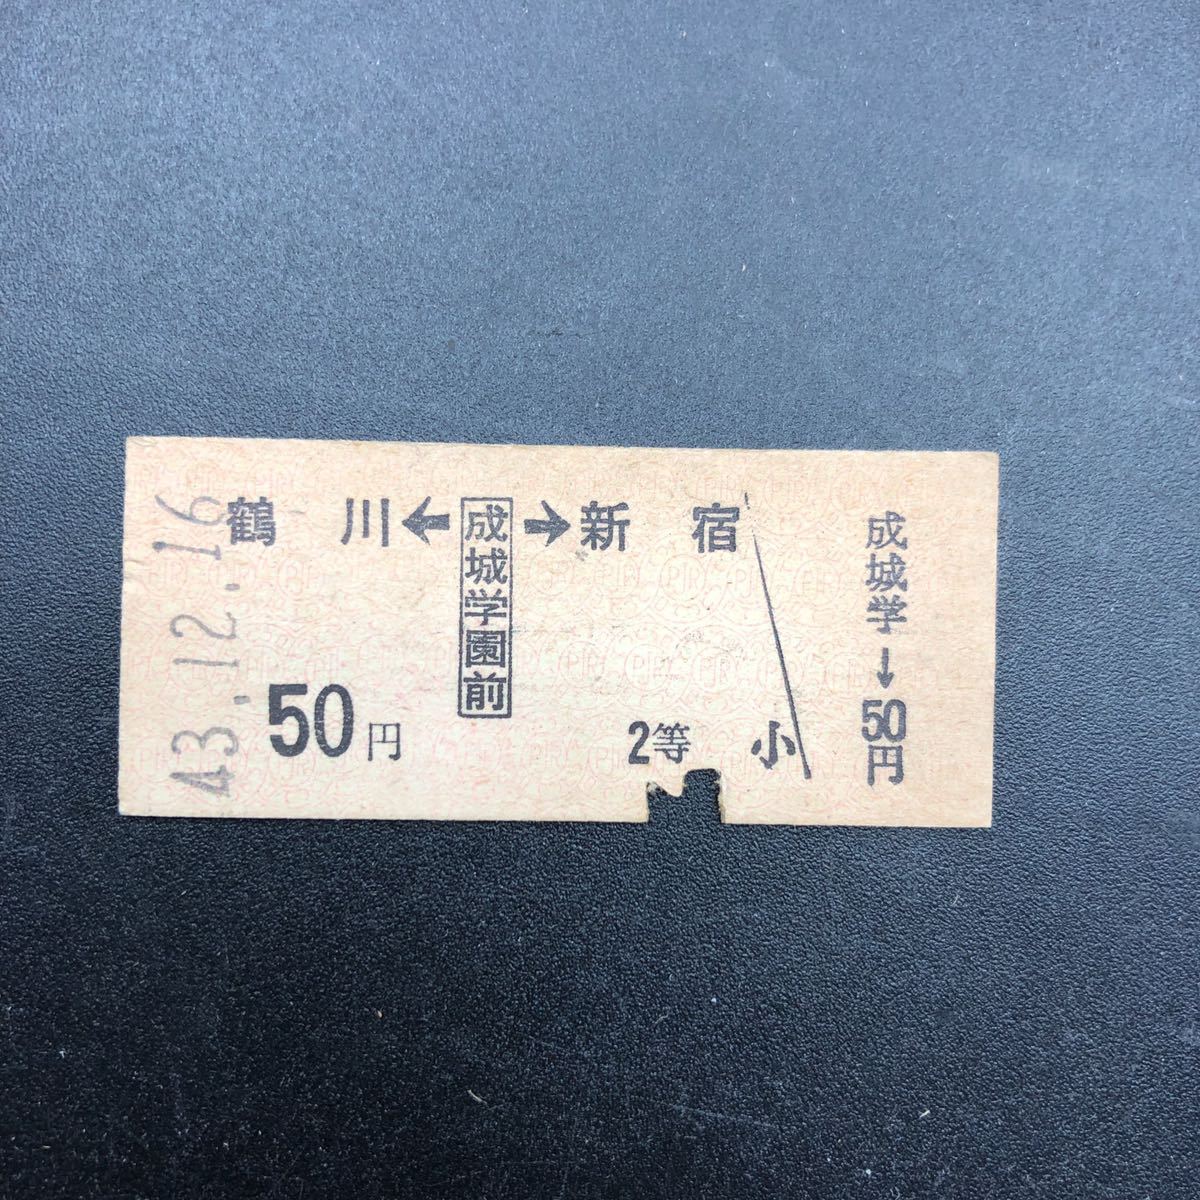 43.12.16
鶴川←成城学園前→新宿
50円
2等 小
成城学→50円